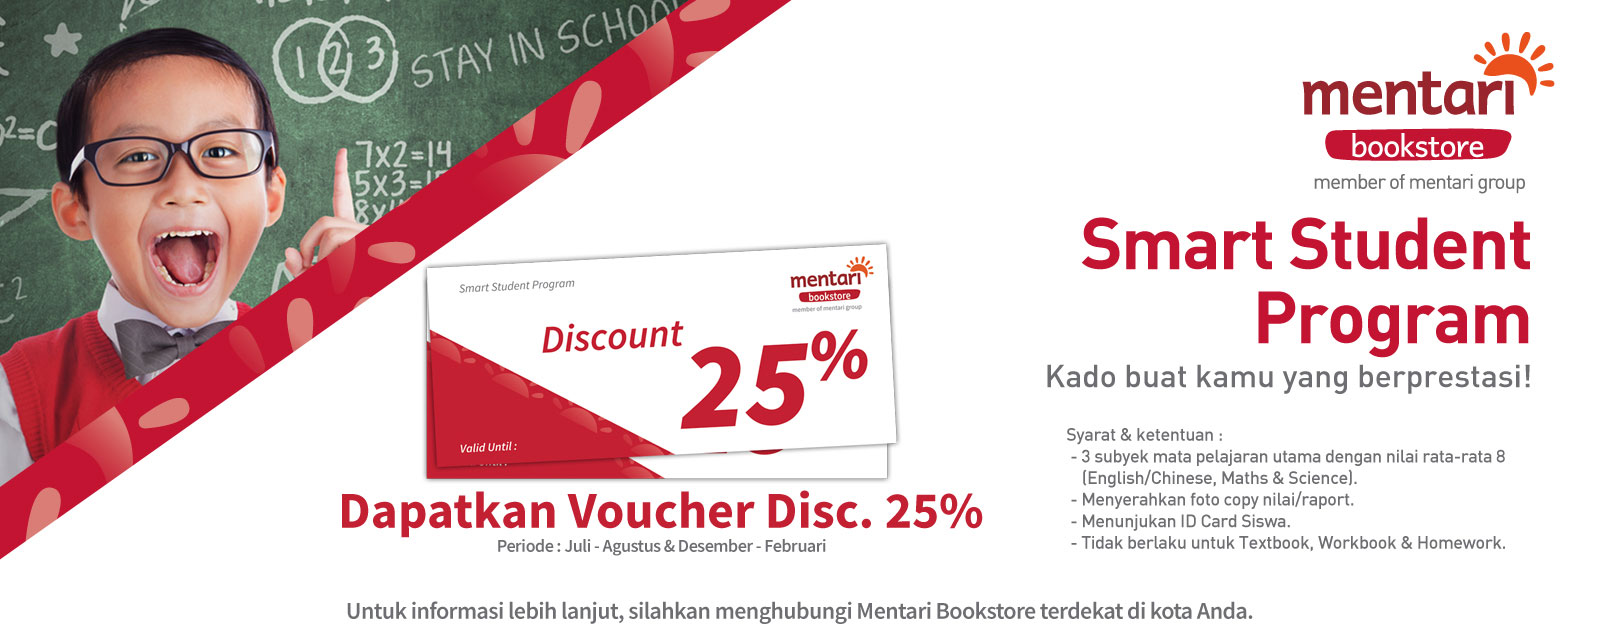 1 2 3
STAY IN SCHOOL
7x2=14
5x3=15
mentari
bookstore
member of mentari group
Smart Student
Program
Kado buat kamu yang berprestasi!
Smart Student Program
mentari
bookstore
member of mentari group
Discount
25%
Valid Until :
Dapatkan Voucher Disc. 25%
Periode : Juli - Agustus & Desember - Februari
Syarat & ketentuan :
- 3 subyek mata pelajaran utama dengan nilai rata-rata 8
(English/Chinese, Maths & Science).
- Menyerahkan foto copy nilai/raport.
- Menunjukan ID Card Siswa.
- Tidak berlaku untuk Textbook, Workbook & Homework.
Untuk informasi lebih lanjut, silahkan menghubungi Mentari Bookstore terdekat di kota Anda.